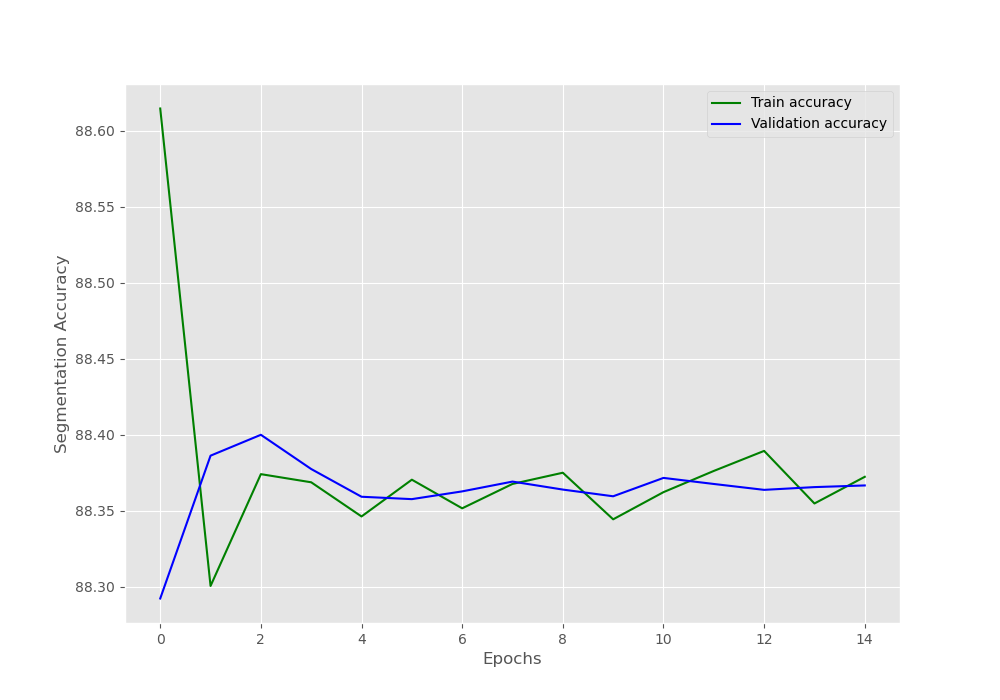 Train accuracy
Validation accuracy
88.60
88.55
88.50
88.45
88.40
88.35
88.30
Segmentation Accuracy
0 2 4 6 8 10 12 14
Epochs